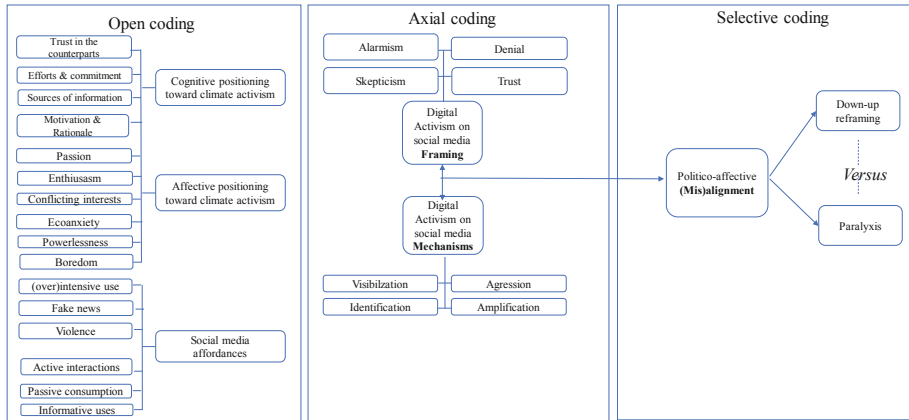 Open coding
Trust in the
counterparts
Efforts & commitment
Sources of information
Motivation &
Rationale
Passion
Enthiusasm
Conflicting interests
Ecoanxiety
Powerlessness
Boredom
(over)intensive use
Fake news
Violence
Active interactions
Passive consumption
Informative uses
Cognitive positioning
toward climate activism
Affective positioning
toward climate activism
Social media
affordances
Axial coding
Alarmism
Denial
Skepticism
Trust
Digital
Activism on
social media
Framing
Digital
Activism on
social media
Mechanisms
Visibilzation
Agression
Identification
Amplification
Selective coding
Politico-affective
(Mis)alignment
Down-up
reframing
Versus
Paralyxis